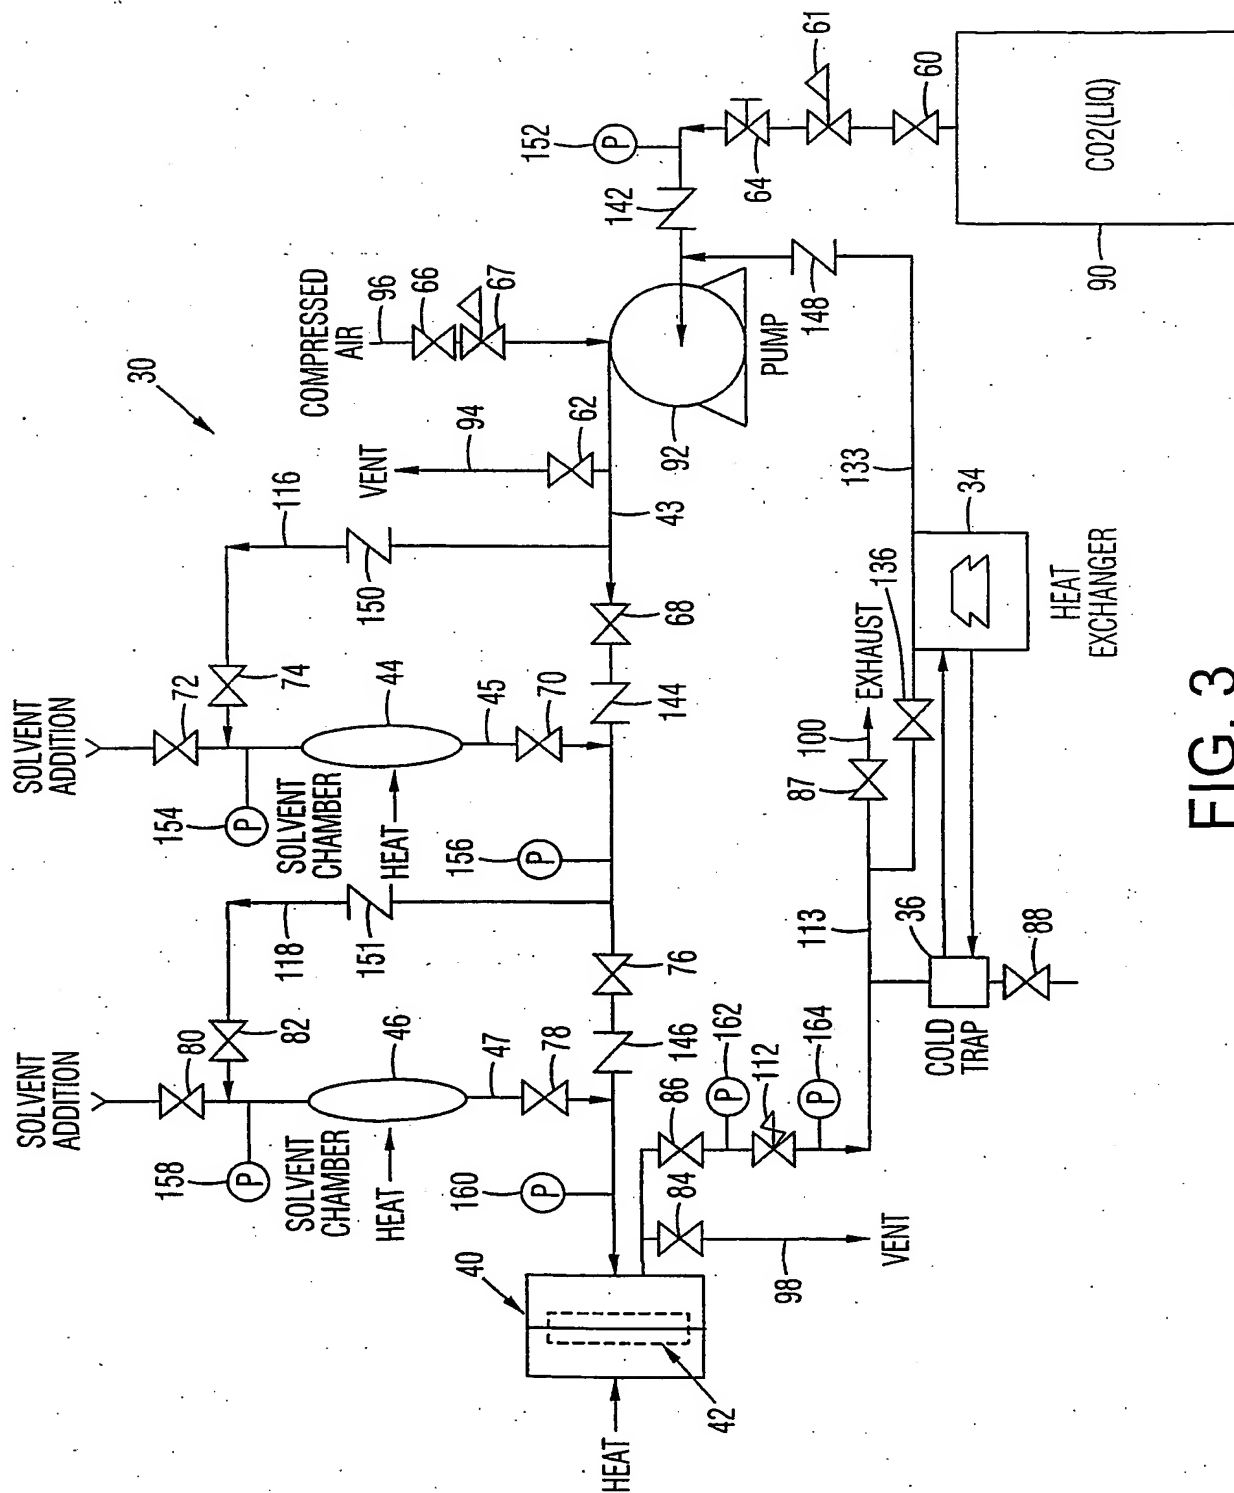 30
SOLVENT
ADDITION
80
82
158
SOLVENT
CHAMBER
46
HEAT
47
78
118
151
SOLVENT
ADDITION
72
74
154
SOLVENT
CHAMBER
44
HEAT
45
70
116
150
VENT
94
62
COMPRESSED
AIR
96
66
67
P
P
160
P
146
76
156
P
144
68
43
92
PUMP
142
152
P
64
61
60
CO2(LIQ)
90
148
HEAT
40
42
84
98
VENT
86
162
P
112
164
P
113
COLD
TRAP
36
88
87
100
EXHAUST
136
133
34
HEAT
EXCHANGER
FIG. 3